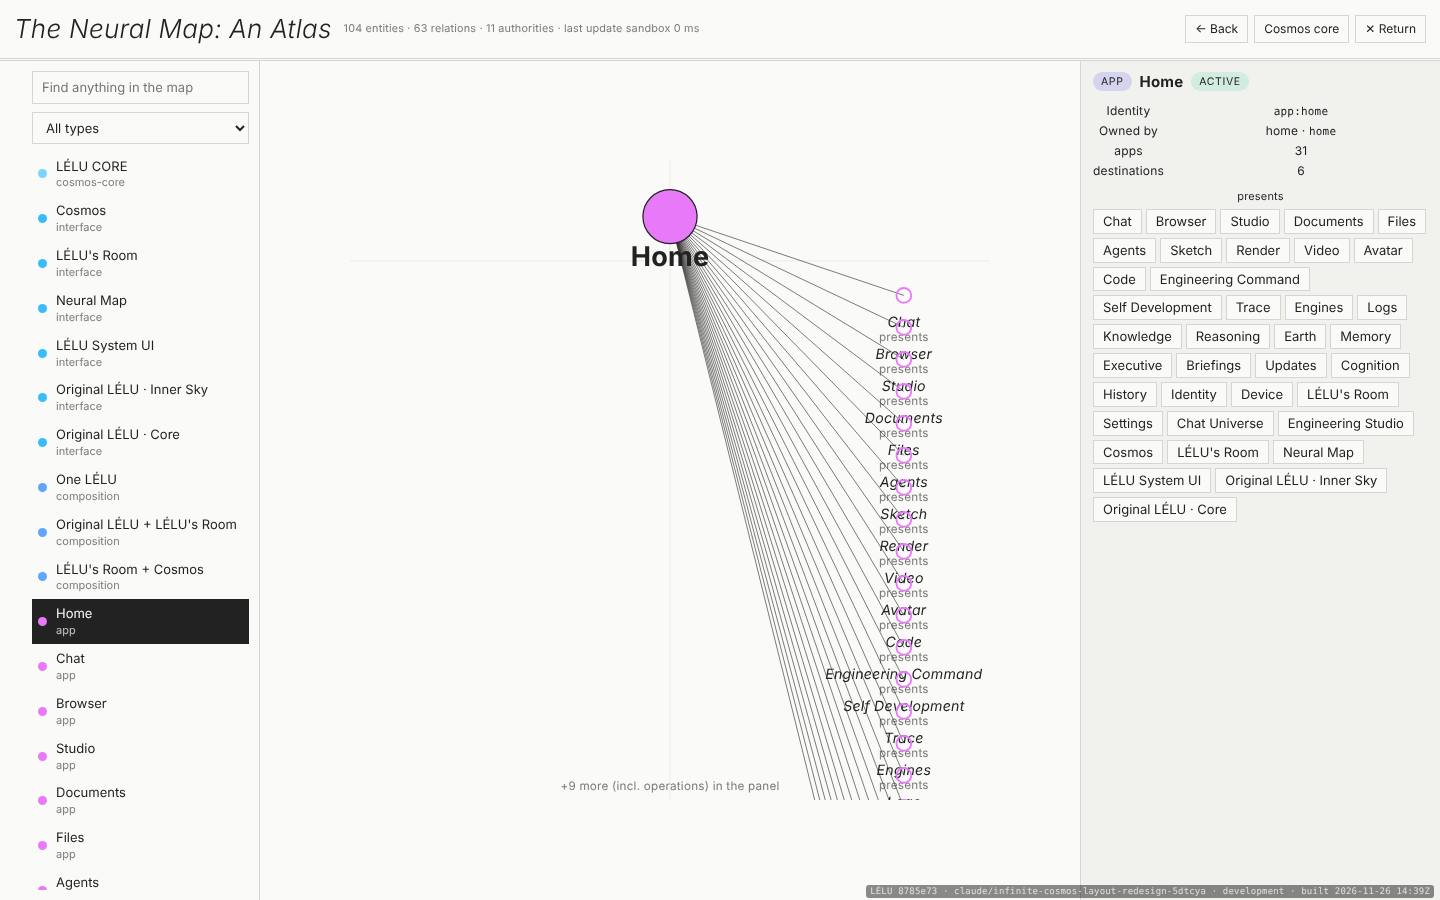 The Neural Map: An Atlas
104 entities · 63 relations · 11 authorities · last update sandbox 0 ms
← Back
Cosmos core
✕ Return
Find anything in the map
All types
LÉLU CORE
cosmos-core
Cosmos
interface
LÉLU's Room
interface
Neural Map
interface
LÉLU System UI
interface
Original LÉLU · Inner Sky
interface
Original LÉLU · Core
interface
One LÉLU
composition
Original LÉLU + LÉLU's Room
composition
LÉLU's Room + Cosmos
composition
Home
app
Chat
app
Browser
app
Studio
app
Documents
app
Files
app
Agents
Home
Chat
presents
Browser
presents
Studio
presents
Documents
presents
Files
presents
Agents
presents
Sketch
presents
Render
presents
Video
presents
Avatar
presents
Code
presents
Engineering Command
presents
Self Development
presents
Trace
presents
Engines
presents
+9 more (incl. operations) in the panel
APP Home ACTIVE
Identity app:home
Owned by home · home
apps 31
destinations 6
presents
Chat Browser Studio Documents Files
Agents Sketch Render Video Avatar
Code Engineering Command
Self Development Trace Engines Logs
Knowledge Reasoning Earth Memory
Executive Briefings Updates Cognition
History Identity Device LÉLU's Room
Settings Chat Universe Engineering Studio
Cosmos LÉLU's Room Neural Map
LÉLU System UI Original LÉLU · Inner Sky
Original LÉLU · Core
LÉLU 8785e73 · claude/infinite-cosmos-layout-redesign-5dtcya · development · built 2026-11-26 14:39Z